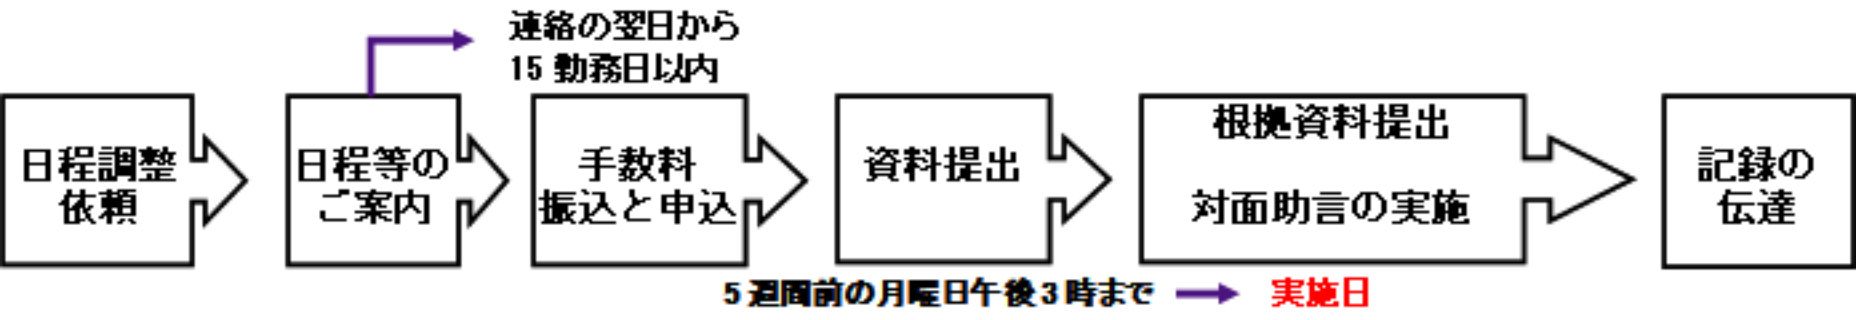 連絡の翌日から
15 勤務日以内
日程調整
依頼
日程等の
ご案内
手数料
振込と申込
資料提出
根拠資料提出
対面助言の実施
記録の
伝達
5 週間前の月曜日午後 3 時まで
実施日